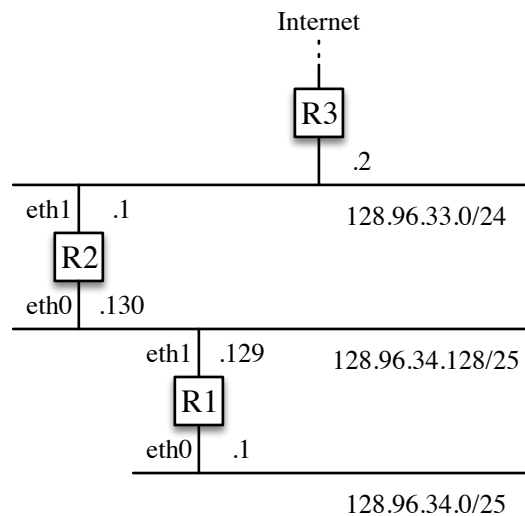 Internet
R3
.2
eth1 .1
128.96.33.0/24
R2
eth0 .130
eth1 .129
128.96.34.128/25
R1
eth0 .1
128.96.34.0/25